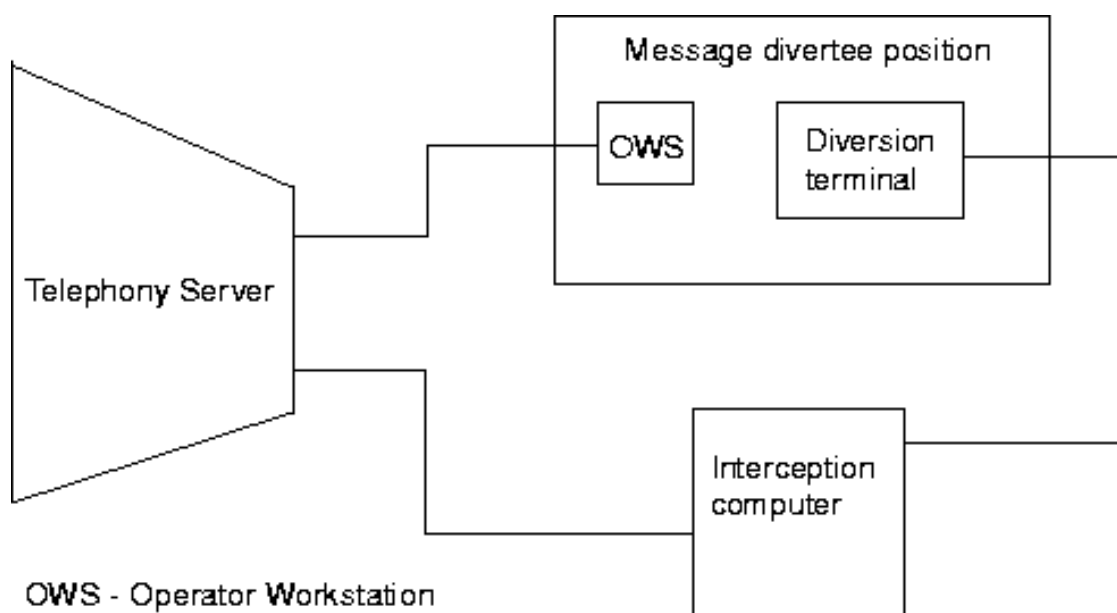 Message divertee position
OWS
Diversion
terminal
Telephony Server
Interception
computer
OWS - Operator Workstation